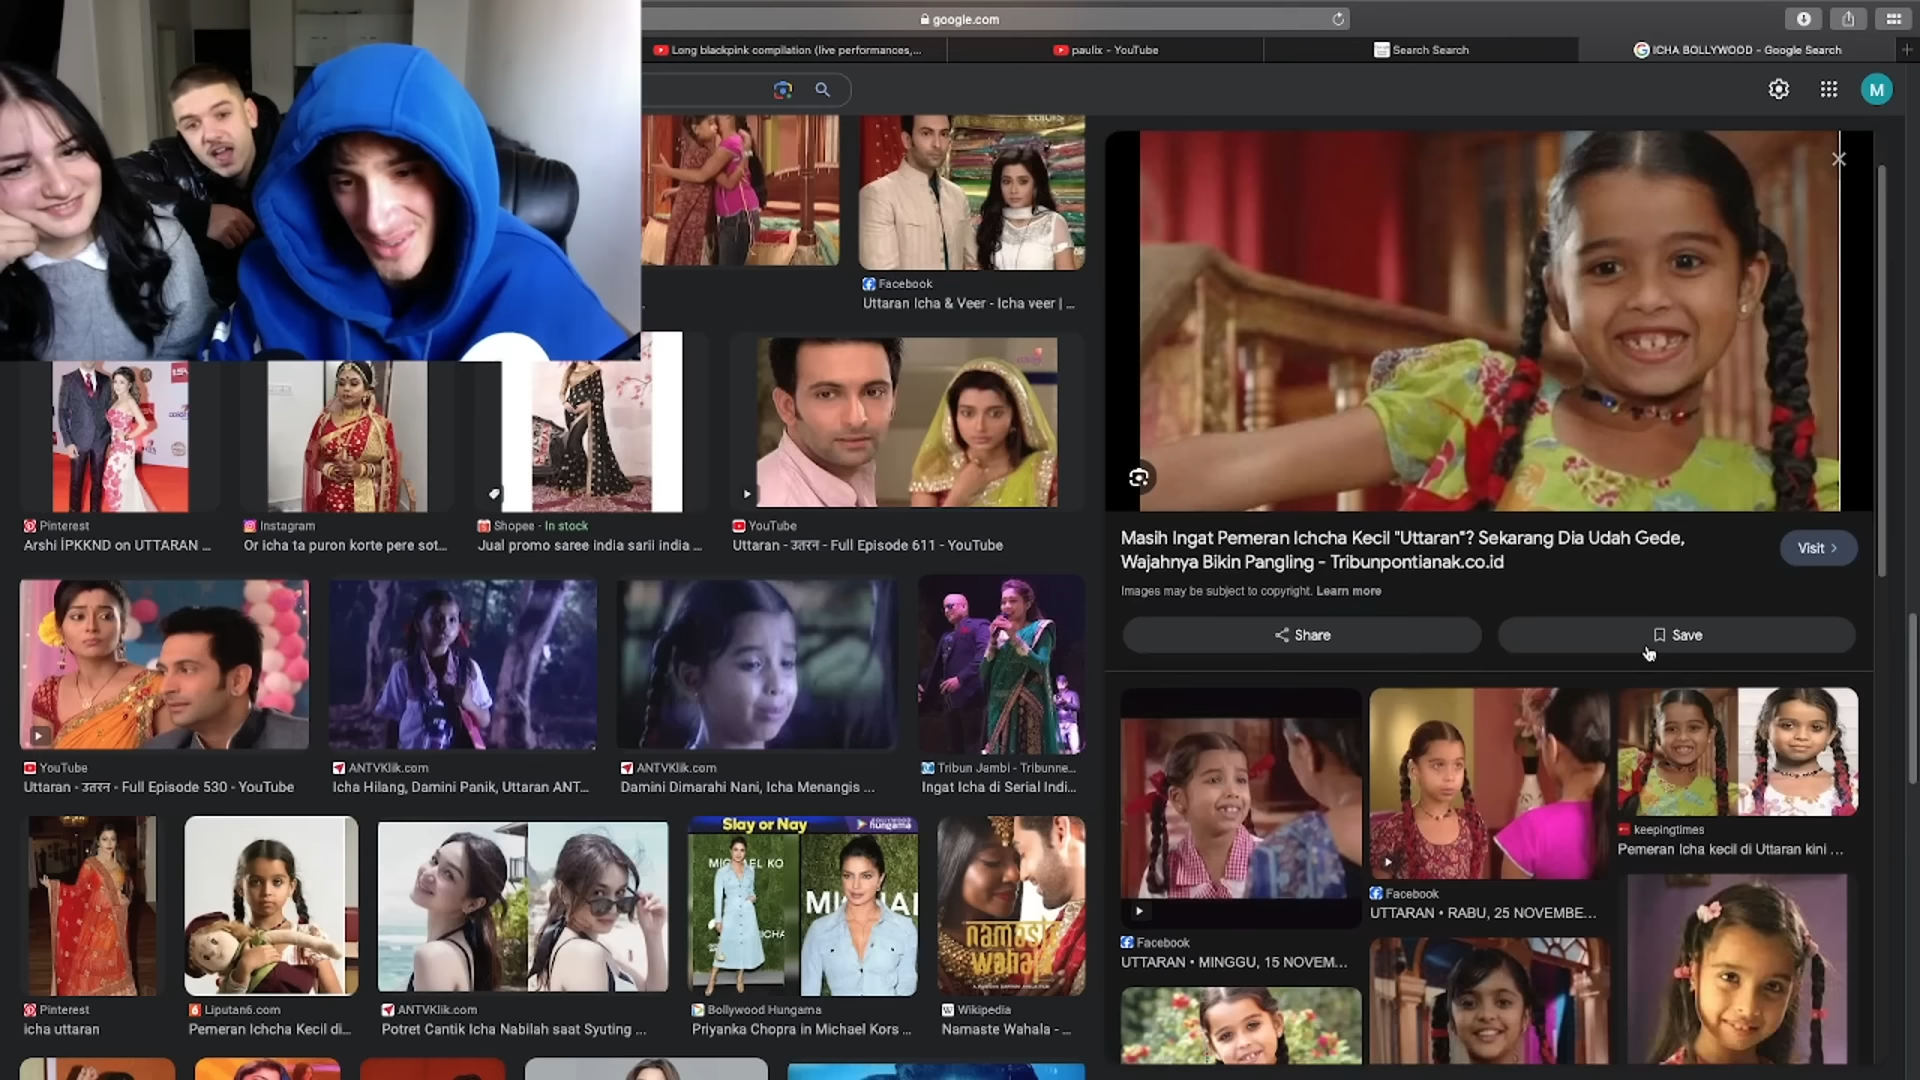 google.com
Long blackpink compilation (live performances,...
paulix - YouTube
Search Search
ICHA BOLLYWOOD - Google Search
M
Facebook
Uttaran Icha & Veer - Icha veer | ...
Masih Ingat Pemeran Ichcha Kecil "Uttaran"? Sekarang Dia Udah Gede,
Wajahnya Bikin Pangling - Tribunpontianak.co.id
Visit
Images may be subject to copyright. Learn more
Share
Save
Pinterest
Arshi İPKKND on UTTARAN ...
Instagram
Or icha ta puron korte pere sot...
Shopee - In stock
Jual promo saree india sarii india ...
YouTube
Uttaran - उतरन - Full Episode 611 - YouTube
YouTube
Uttaran - उतरन - Full Episode 530 - YouTube
ANTVKlik.com
Icha Hilang, Damini Panik, Uttaran ANT...
ANTVKlik.com
Damini Dimarahi Nani, Icha Menangis ...
Tribun Jambi - Tribunne...
Ingat Icha di Serial Indi...
keepingtimes
Pemeran Icha kecil di Uttaran kini ...
Facebook
UTTARAN • RABU, 25 NOVEMBE...
Facebook
UTTARAN • MINGGU, 15 NOVEM...
Slay or Nay
hungama
namaste
wahala
Pinterest
icha uttaran
Liputan6.com
Pemeran Ichcha Kecil di...
ANTVKlik.com
Potret Cantik Icha Nabilah saat Syuting ...
Bollywood Hungama
Priyanka Chopra in Michael Kors ...
Wikipedia
Namaste Wahala - ...